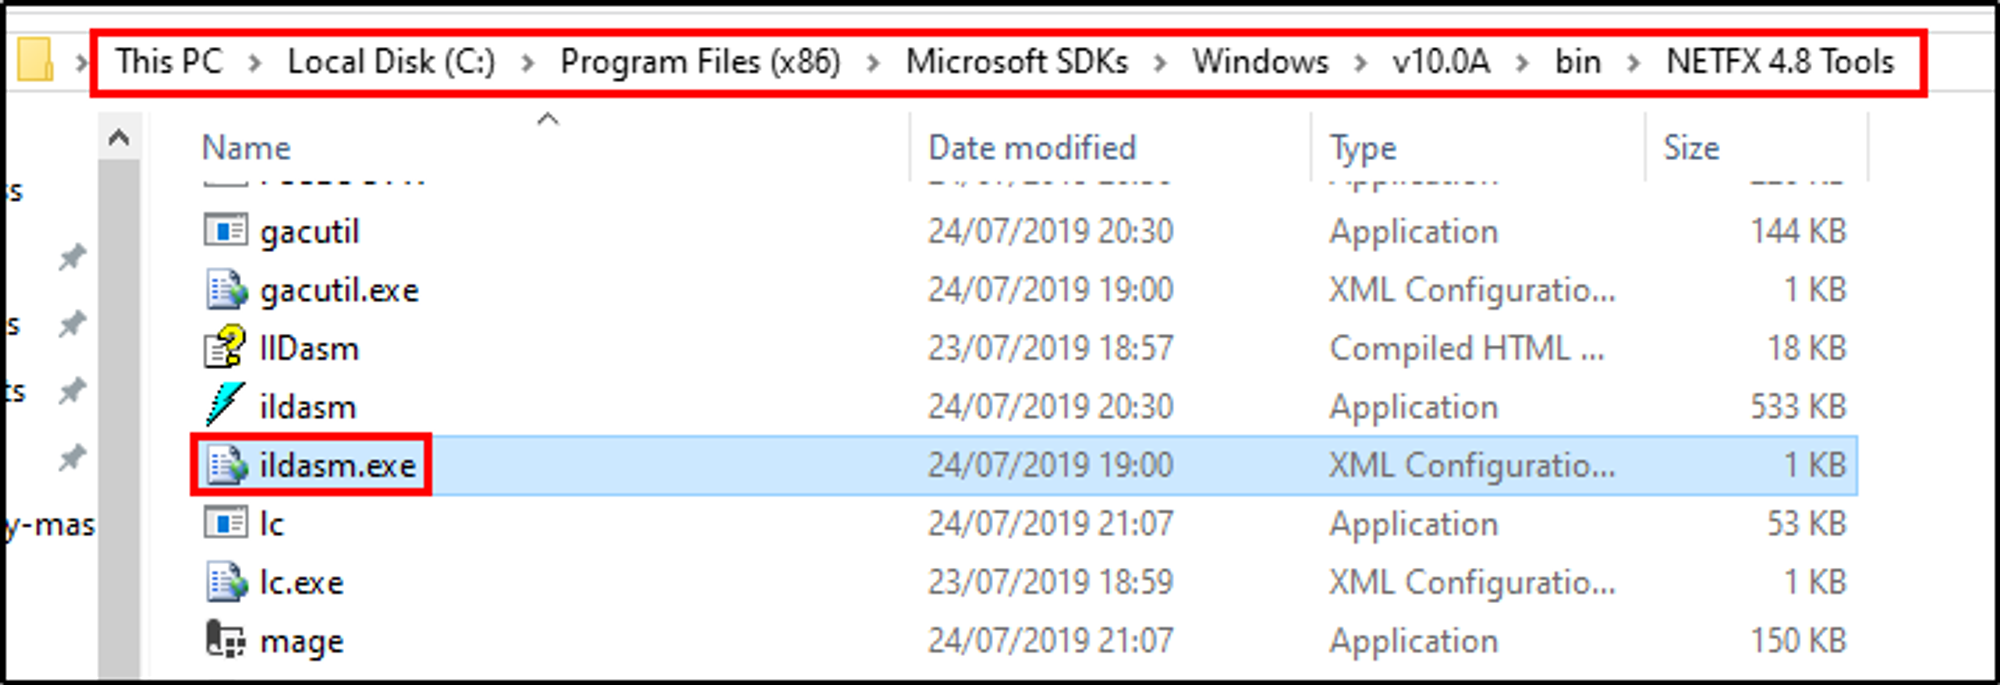 This PC > Local Disk (C:) > Program Files (x86) > Microsoft SDKs > Windows > v10.0A > bin > NETFX 4.8 Tools
Name Date modified Type Size
gacutil 24/07/2019 20:30 Application 144 KB
gacutil.exe 24/07/2019 19:00 XML Configuratio... 1 KB
IlDasm 23/07/2019 18:57 Compiled HTML ... 18 KB
ildasm 24/07/2019 20:30 Application 533 KB
ildasm.exe 24/07/2019 19:00 XML Configuratio... 1 KB
y-mas lc 24/07/2019 21:07 Application 53 KB
lc.exe 23/07/2019 18:59 XML Configuratio... 1 KB
mage 24/07/2019 21:07 Application 150 KB